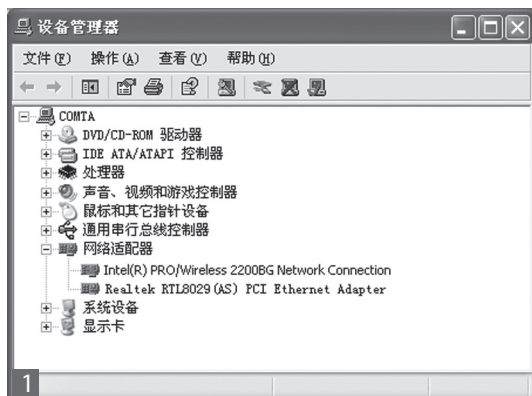 设备管理器
文件(F) 操作(A) 查看(V) 帮助(H)
COMTA
DVD/CD-ROM 驱动器
IDE ATA/ATAPI 控制器
处理器
声音、视频和游戏控制器
鼠标和其它指针设备
通用串行总线控制器
网络适配器
Intel(R) PRO/Wireless 2200BG Network Connection
Realtek RTL8029(AS) PCI Ethernet Adapter
系统设备
显示卡
1